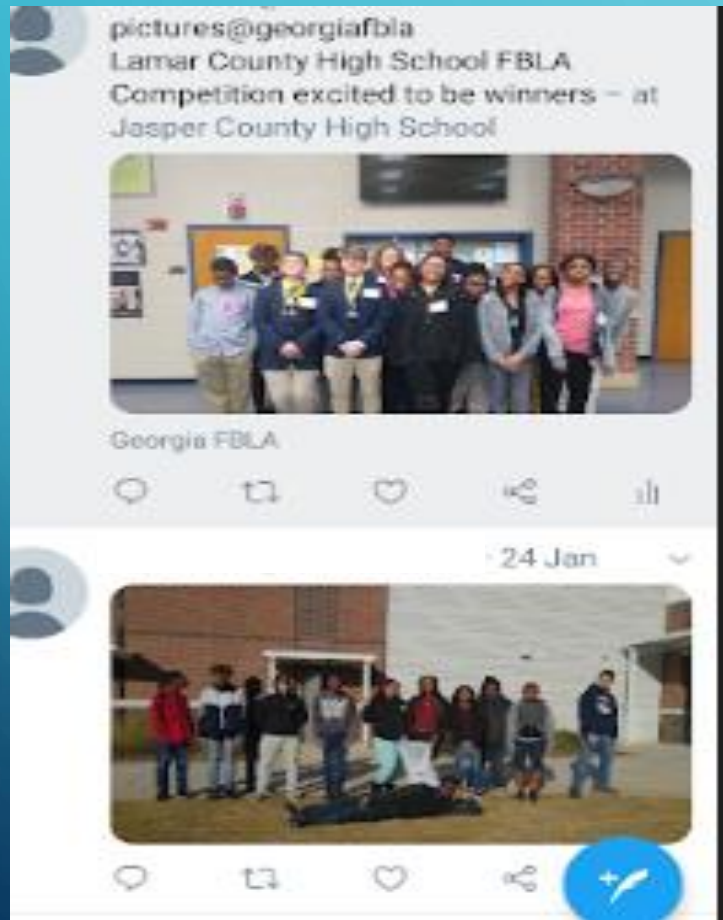 pictures@georgiafbla
Lamar County High School FBLA
Competition excited to be winners – at
Jasper County High School
Georgia FBLA
· 24 Jan